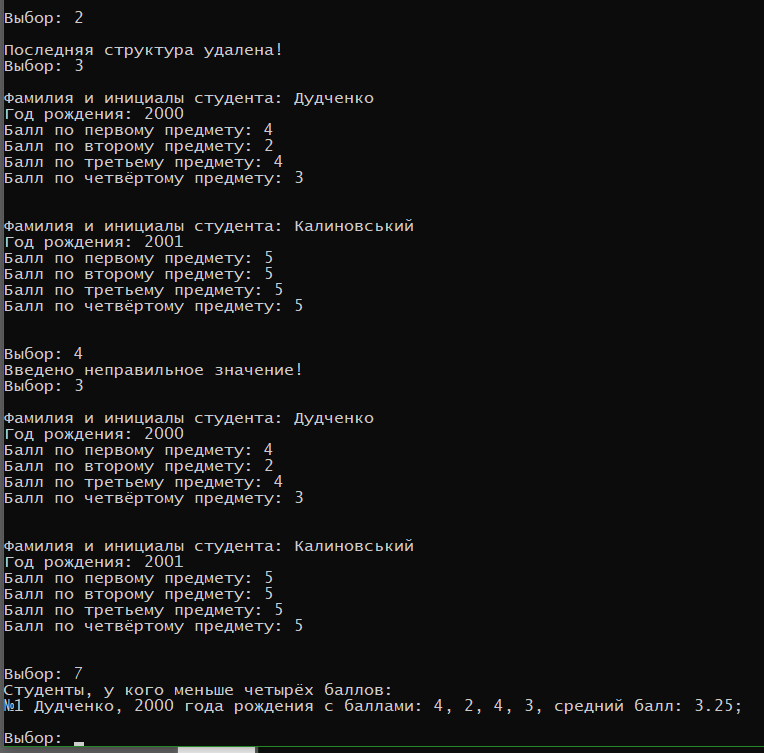 Выбор: 2
Последняя структура удалена!
Выбор: 3
Фамилия и инициалы студента: Дудченко
Год рождения: 2000
Балл по первому предмету: 4
Балл по второму предмету: 2
Балл по третьему предмету: 4
Балл по четвёртому предмету: 3
Фамилия и инициалы студента: Калиновський
Год рождения: 2001
Балл по первому предмету: 5
Балл по второму предмету: 5
Балл по третьему предмету: 5
Балл по четвёртому предмету: 5
Выбор: 4
Введено неправильное значение!
Выбор: 3
Фамилия и инициалы студента: Дудченко
Год рождения: 2000
Балл по первому предмету: 4
Балл по второму предмету: 2
Балл по третьему предмету: 4
Балл по четвёртому предмету: 3
Фамилия и инициалы студента: Калиновський
Год рождения: 2001
Балл по первому предмету: 5
Балл по второму предмету: 5
Балл по третьему предмету: 5
Балл по четвёртому предмету: 5
Выбор: 7
Студенты, у кого меньше четырёх баллов:
№1 Дудченко, 2000 года рождения с баллами: 4, 2, 4, 3, средний балл: 3.25;
Выбор: